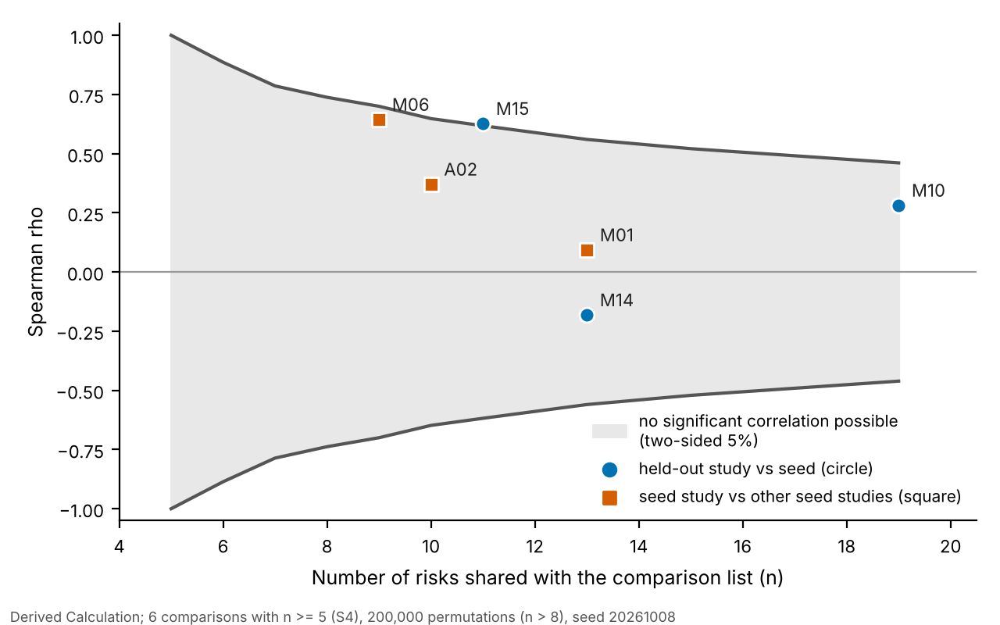 1.00
0.75
0.50
0.25
0.00
−0.25
−0.50
−0.75
−1.00
Spearman rho
M06
M15
A02
M10
M01
M14
no significant correlation possible
(two-sided 5%)
held-out study vs seed (circle)
seed study vs other seed studies (square)
4 6 8 10 12 14 16 18 20
Number of risks shared with the comparison list (n)
Derived Calculation; 6 comparisons with n >= 5 (S4), 200,000 permutations (n > 8), seed 20261008